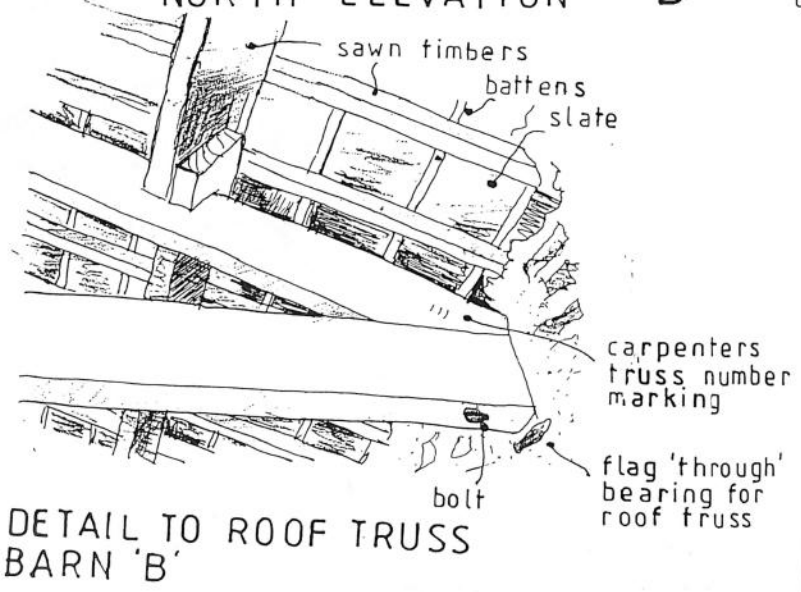 NORTH ELEVATION B
sawn timbers
battens
slate
carpenters
truss number
marking
flag 'through'
bearing for
roof truss
bolt
DETAIL TO ROOF TRUSS
BARN 'B'